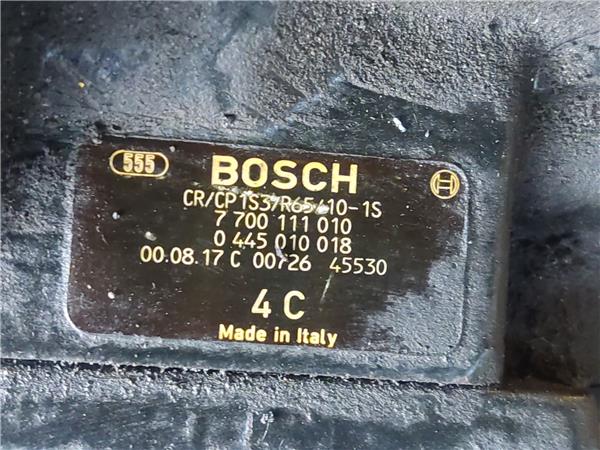 555 BOSCH
CR/CP1S3/R65/10-1S
7 700 111 010
0 445 010 018
00.08.17 C 00726 45530
4 C
Made in Italy